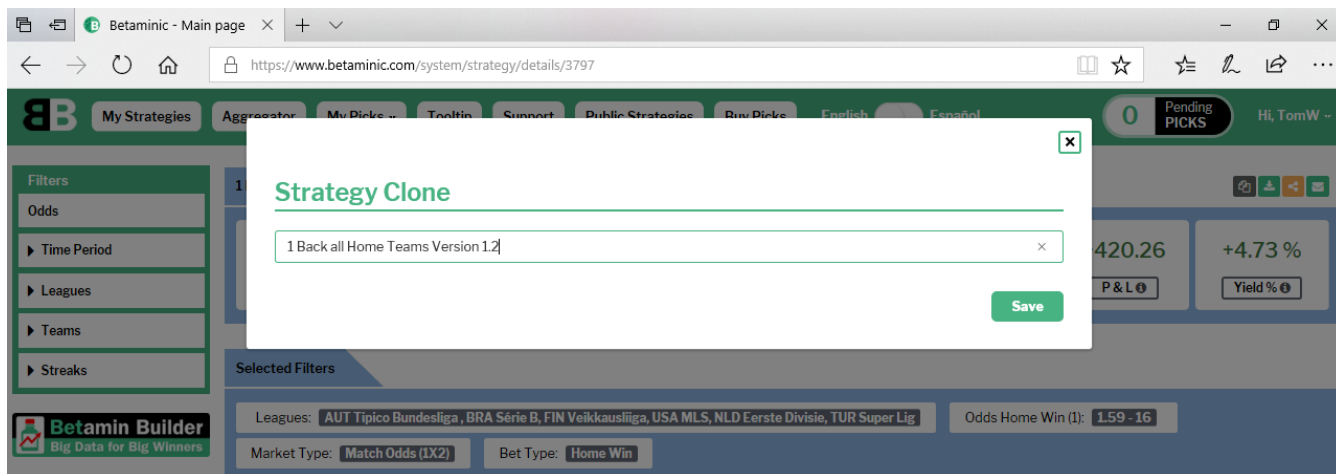 Betaminic - Main page
https://www.betaminic.com/system/strategy/details/3797
BB
My Strategies
Aggregator
My Picks
Tooltip
Support
Public Strategies
Buy Picks
English
Español
0
Pending
PICKS
Hi, TomW
Filters
Odds
Time Period
Leagues
Teams
Streaks
Betamin Builder
Big Data for Big Winners
Strategy Clone
1 Back all Home Teams Version 1.2
Save
1
420.26
P & L
+4.73 %
Yield %
Selected Filters
Leagues: AUT Tipico Bundesliga , BRA Série B, FIN Veikkausliiga, USA MLS, NLD Eerste Divisie, TUR Super Lig
Odds Home Win (1): 1.59 - 16
Market Type: Match Odds (1X2)
Bet Type: Home Win